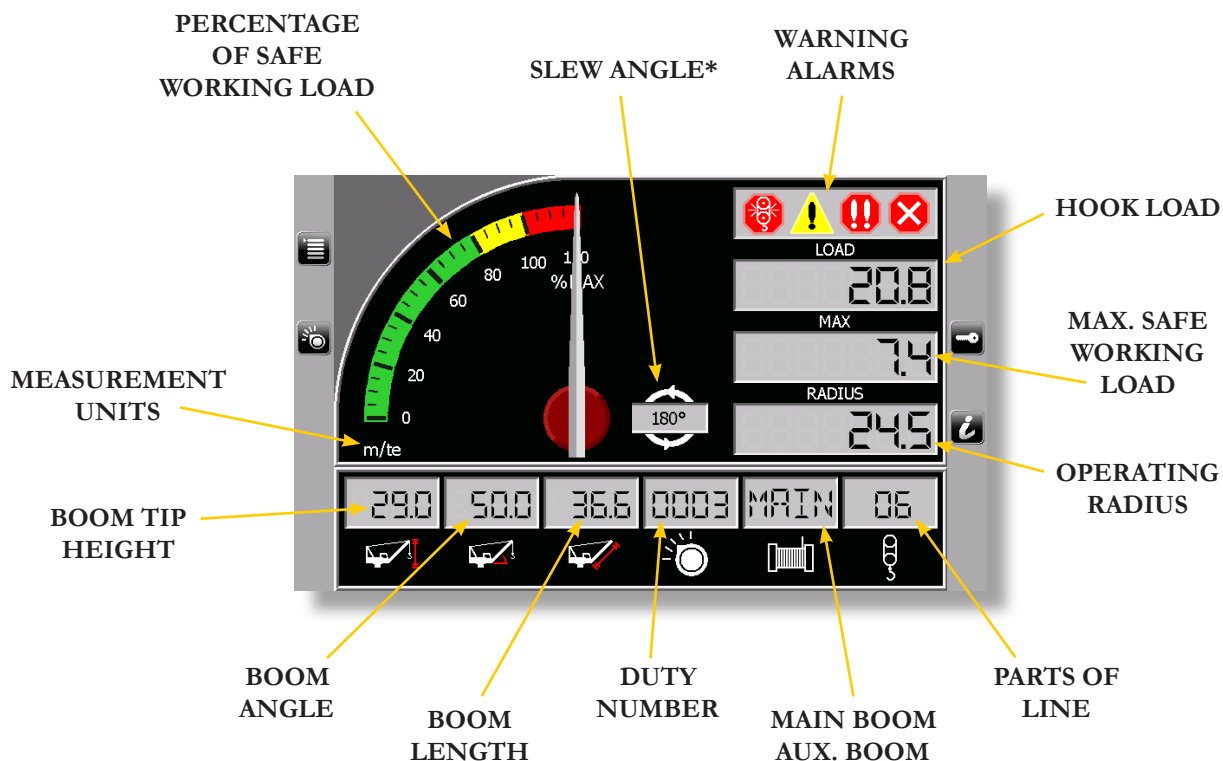 PERCENTAGE
OF SAFE
WORKING LOAD
SLEW ANGLE*
WARNING
ALARMS
HOOK LOAD
MAX. SAFE
WORKING
LOAD
OPERATING
RADIUS
MEASUREMENT
UNITS
BOOM TIP
HEIGHT
0
20
40
60
80
100
%MAX
m/te
180°
LOAD
20.8
MAX
7.4
RADIUS
24.5
29.0
50.0
36.6
0003
MAIN
06
BOOM
ANGLE
BOOM
LENGTH
DUTY
NUMBER
MAIN BOOM
AUX. BOOM
PARTS OF
LINE